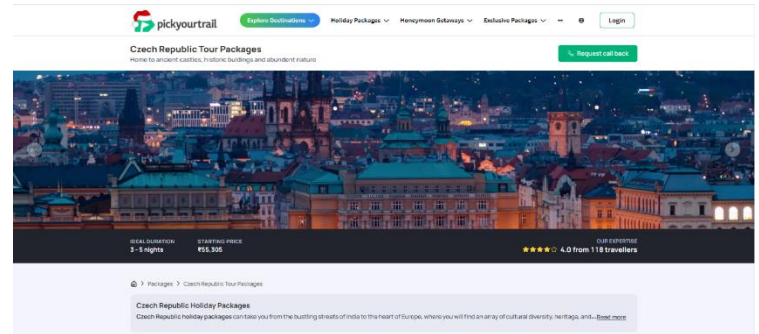 pickyourtrail
Explore Destinations
Holiday Packages
Honeymoon Getaways
Exclusive Packages
Login
Czech Republic Tour Packages
Home to ancient castles, historic buildings and abundent nature
Request call back
IDEAL DURATION
3 - 5 nights
STARTING PRICE
₹55,305
OUR EXPERTISE
4.0 from 118 travellers
> Packages > Czech Republic Tour Packages
Czech Republic Holiday Packages
Czech Republic holiday packages can take you from the bustling streets of India to the heart of Europe, where you will find an array of cultural diversity, heritage, and...Read more